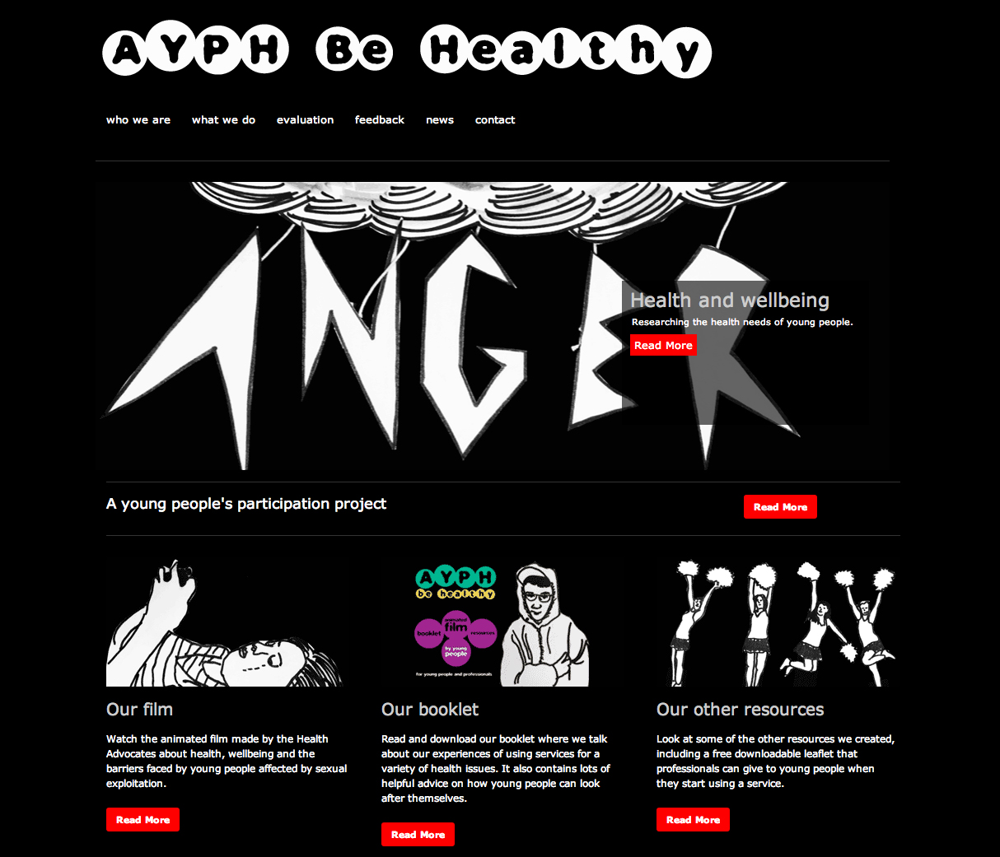 AYPH Be Healthy
who we are what we do evaluation feedback news contact
ANGER
Health and wellbeing
Researching the health needs of young people.
Read More
A young people's participation project
Read More
AYPH
be healthy
animated
film
booklet
resources
by young
people
for young people and professionals
Our film
Watch the animated film made by the Health
Advocates about health, wellbeing and the
barriers faced by young people affected by sexual
exploitation.
Read More
Our booklet
Read and download our booklet where we talk
about our experiences of using services for a
variety of health issues. It also contains lots of
helpful advice on how young people can look
after themselves.
Read More
Our other resources
Look at some of the other resources we created,
including a free downloadable leaflet that
professionals can give to young people when
they start using a service.
Read More